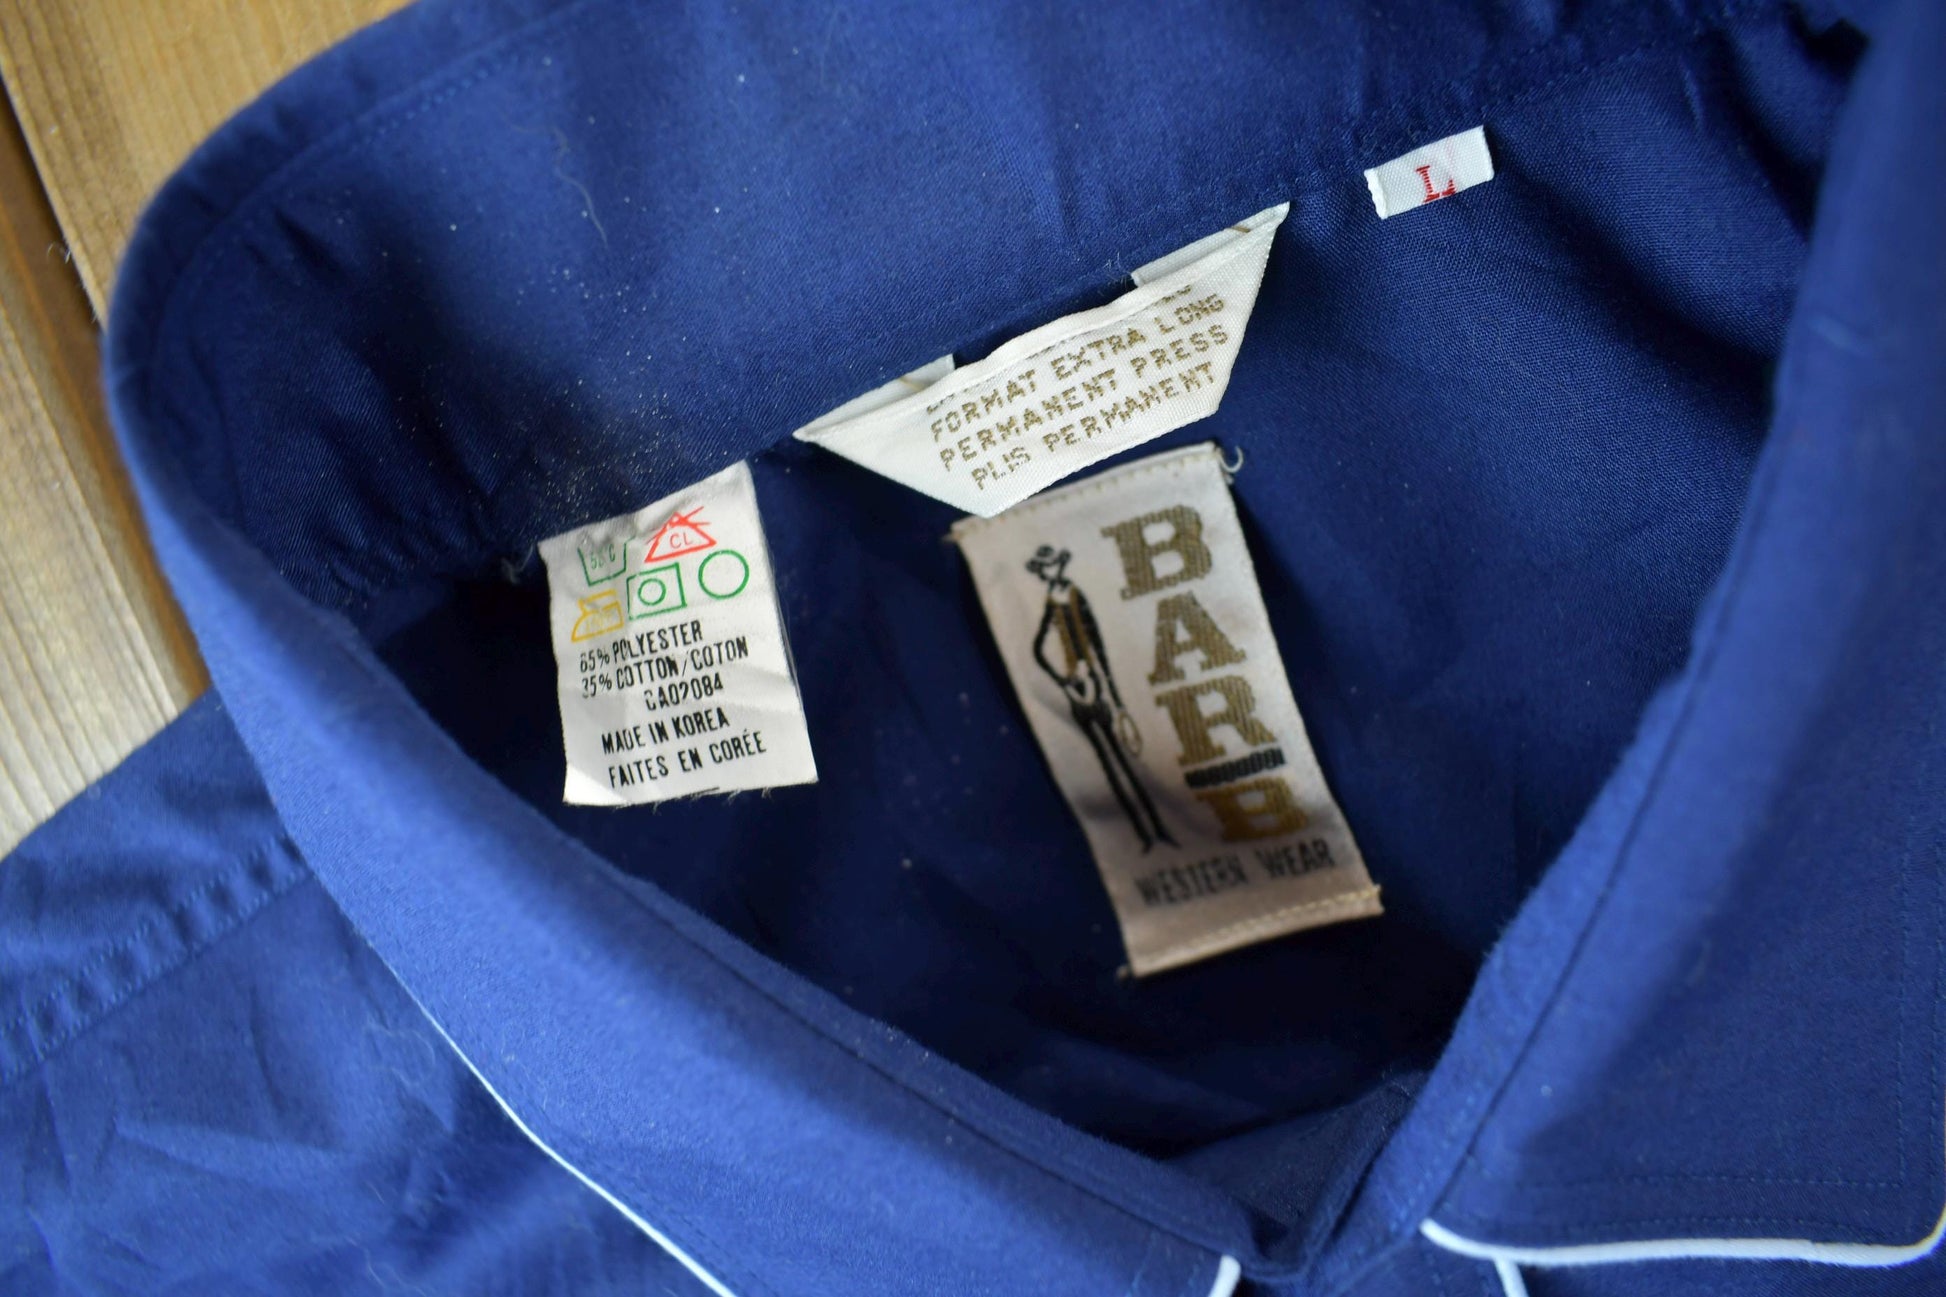 L
FORMAT EXTRA LONG
PERMANENT PRESS
PLIS PERMANENT
BAR
B
WESTERN WEAR
50°C
CL
65% POLYESTER
35% COTTON/COTON
CA02084
MADE IN KOREA
FAITES EN CORÉE